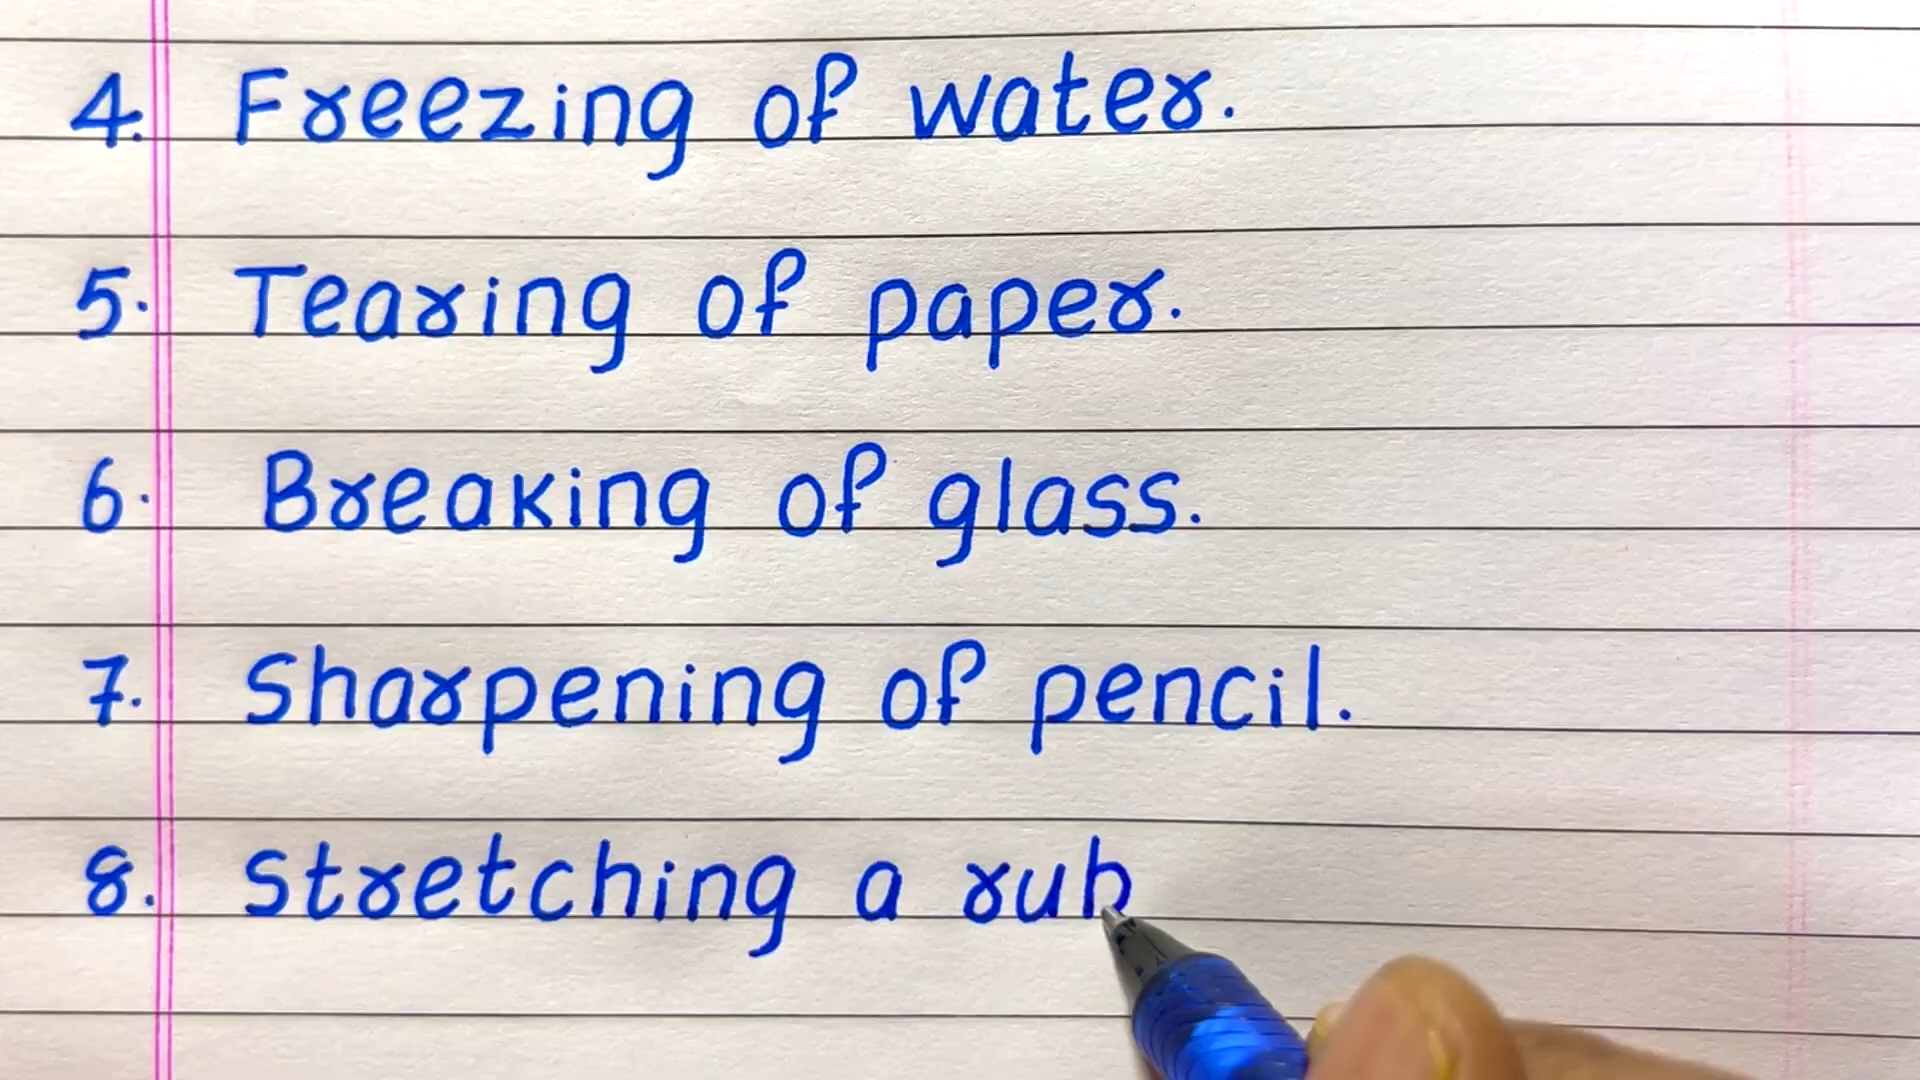 4. Freezing of water.
5. Tearing of paper.
6. Breaking of glass.
7. Sharpening of pencil.
8. Stretching a rub